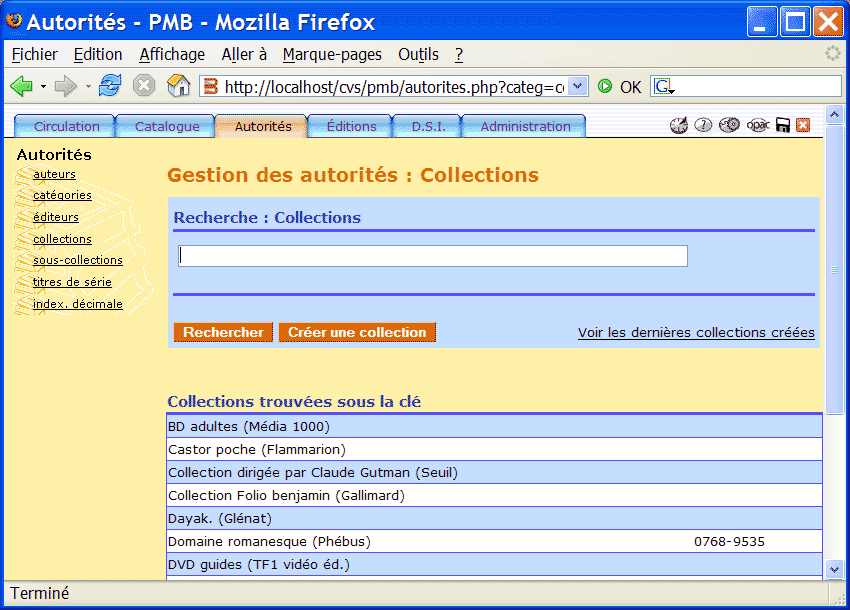 Autorités - PMB - Mozilla Firefox
Fichier Edition Affichage Aller à Marque-pages Outils ?
http://localhost/cvs/pmb/autorites.php?categ=c OK G
Circulation Catalogue Autorités Éditions D.S.I. Administration opac
Autorités
auteurs
catégories
éditeurs
collections
sous-collections
titres de série
index. décimale
Gestion des autorités : Collections
Recherche : Collections
Rechercher Créer une collection Voir les dernières collections créées
Collections trouvées sous la clé
BD adultes (Média 1000)
Castor poche (Flammarion)
Collection dirigée par Claude Gutman (Seuil)
Collection Folio benjamin (Gallimard)
Dayak. (Glénat)
Domaine romanesque (Phébus) 0768-9535
DVD guides (TF1 vidéo éd.)
Terminé